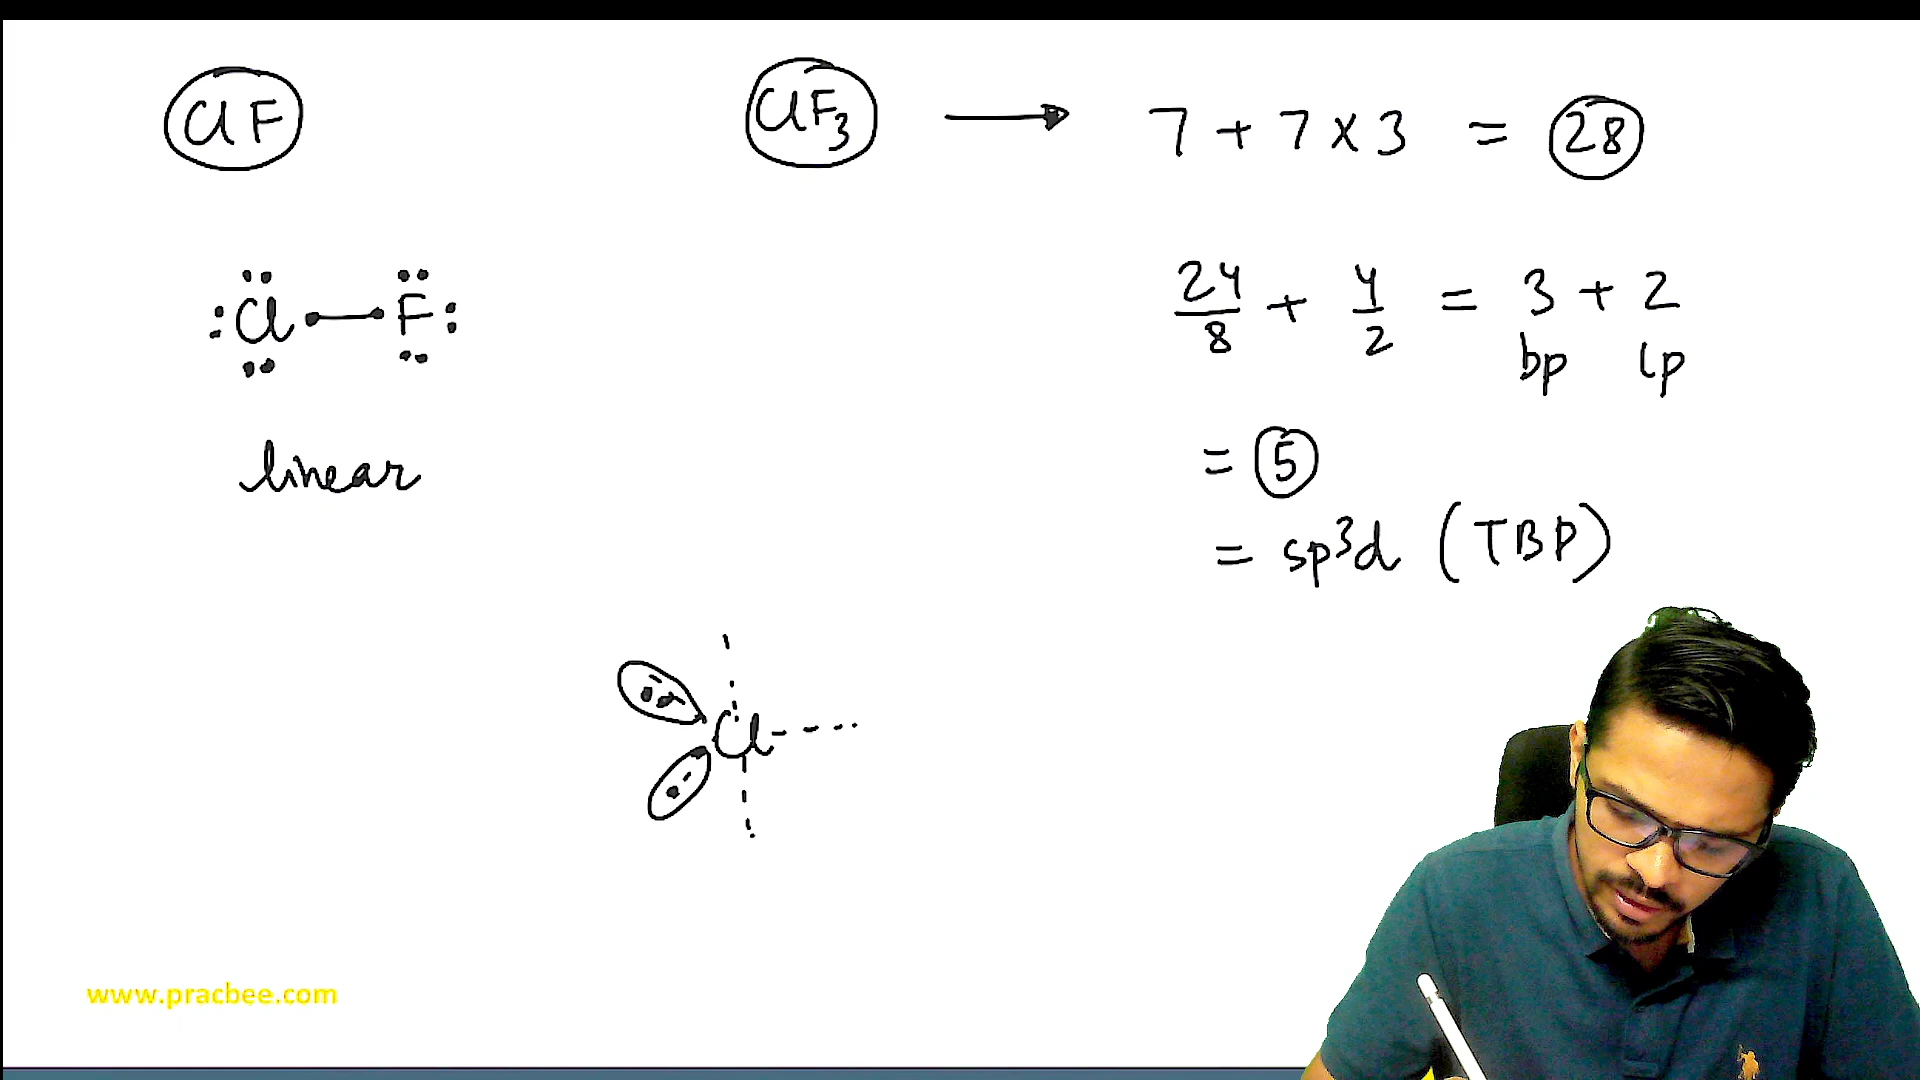 ClF
ClF₃ → 7 + 7 x 3 = 28
24/8 + 4/2 = 3 + 2
bp lp
:Cl — F:
= 5
linear
= sp³d (TBP)
Cl
www.pracbee.com